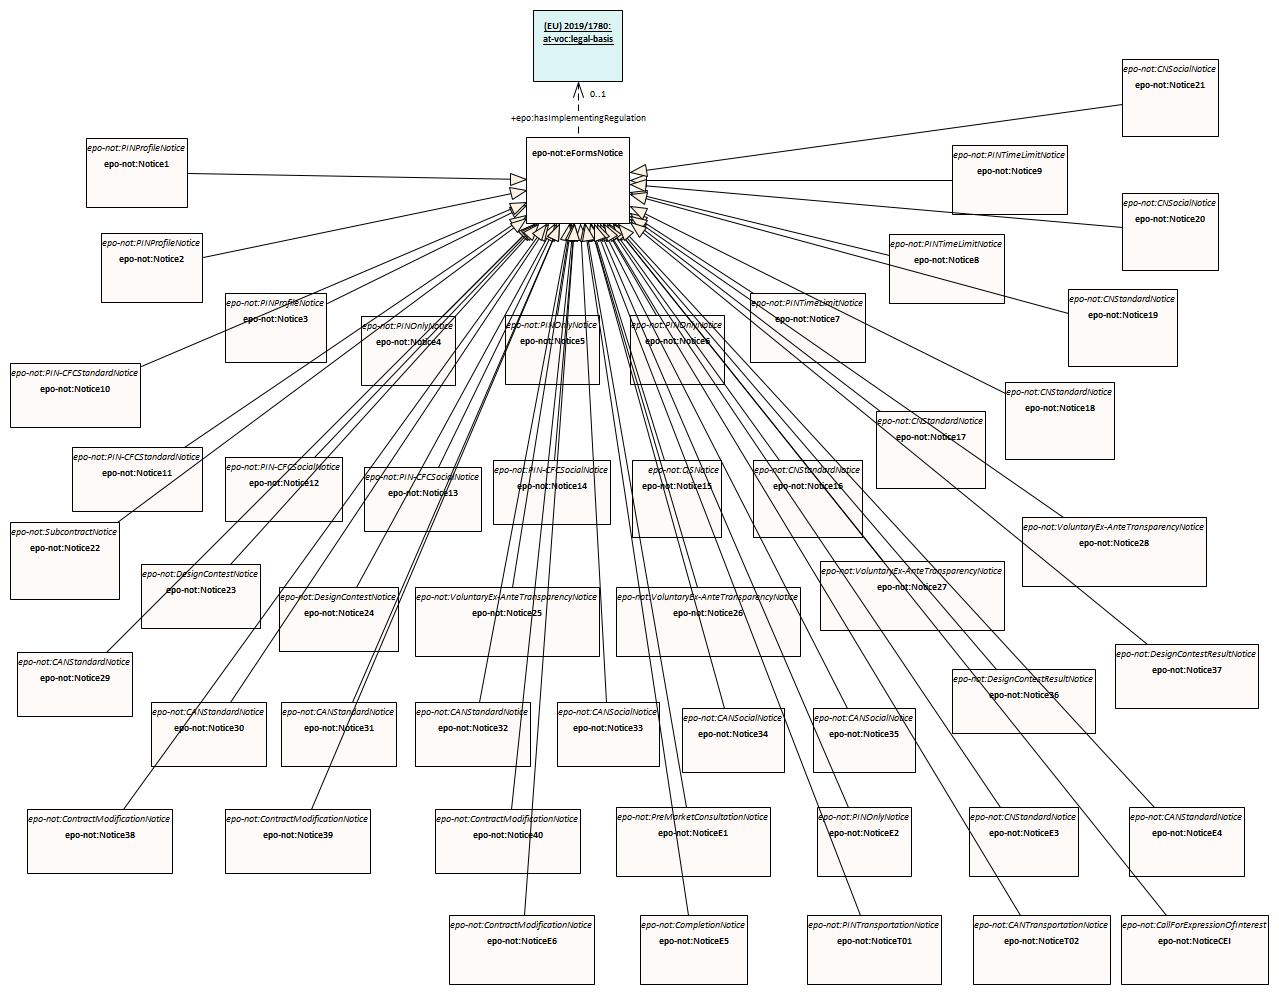 (EU) 2019/1780:
at-voc:legal-basis
0..1
+epo:hasImplementingRegulation
epo-not:eFormsNotice
epo-not:CNSocialNotice
epo-not:Notice21
epo-not:PINProfileNotice
epo-not:Notice1
epo-not:PINTimeLimitNotice
epo-not:Notice9
epo-not:CNSocialNotice
epo-not:Notice20
epo-not:PINProfileNotice
epo-not:Notice2
epo-not:PINTimeLimitNotice
epo-not:Notice8
epo-not:PINProfileNotice
epo-not:Notice3
epo-not:PINOnlyNotice
epo-not:Notice4
epo-not:PINOnlyNotice
epo-not:Notice5
epo-not:PINOnlyNotice
epo-not:Notice6
epo-not:PINTimeLimitNotice
epo-not:Notice7
epo-not:CNStandardNotice
epo-not:Notice19
epo-not:PIN-CFCStandardNotice
epo-not:Notice10
epo-not:CNStandardNotice
epo-not:Notice18
epo-not:CNStandardNotice
epo-not:Notice17
epo-not:PIN-CFCStandardNotice
epo-not:Notice11
epo-not:PIN-CFCSocialNotice
epo-not:Notice12
epo-not:PIN-CFCSocialNotice
epo-not:Notice13
epo-not:PIN-CFCSocialNotice
epo-not:Notice14
epo-not:QSNotice
epo-not:Notice15
epo-not:CNStandardNotice
epo-not:Notice16
epo-not:SubcontractNotice
epo-not:Notice22
epo-not:VoluntaryEx-AnteTransparencyNotice
epo-not:Notice28
epo-not:DesignContestNotice
epo-not:Notice23
epo-not:DesignContestNotice
epo-not:Notice24
epo-not:VoluntaryEx-AnteTransparencyNotice
epo-not:Notice25
epo-not:VoluntaryEx-AnteTransparencyNotice
epo-not:Notice26
epo-not:VoluntaryEx-AnteTransparencyNotice
epo-not:Notice27
epo-not:CANStandardNotice
epo-not:Notice29
epo-not:DesignContestResultNotice
epo-not:Notice36
epo-not:DesignContestResultNotice
epo-not:Notice37
epo-not:CANStandardNotice
epo-not:Notice30
epo-not:CANStandardNotice
epo-not:Notice31
epo-not:CANStandardNotice
epo-not:Notice32
epo-not:CANSocialNotice
epo-not:Notice33
epo-not:CANSocialNotice
epo-not:Notice34
epo-not:CANSocialNotice
epo-not:Notice35
epo-not:ContractModificationNotice
epo-not:Notice38
epo-not:ContractModificationNotice
epo-not:Notice39
epo-not:ContractModificationNotice
epo-not:Notice40
epo-not:PreMarketConsultationNotice
epo-not:NoticeE1
epo-not:PINOnlyNotice
epo-not:NoticeE2
epo-not:CNStandardNotice
epo-not:NoticeE3
epo-not:CANStandardNotice
epo-not:NoticeE4
epo-not:ContractModificationNotice
epo-not:NoticeE6
epo-not:CompletionNotice
epo-not:NoticeE5
epo-not:PINTransportationNotice
epo-not:NoticeT01
epo-not:CANTransportationNotice
epo-not:NoticeT02
epo-not:CallForExpressionOfInterest
epo-not:NoticeCEI